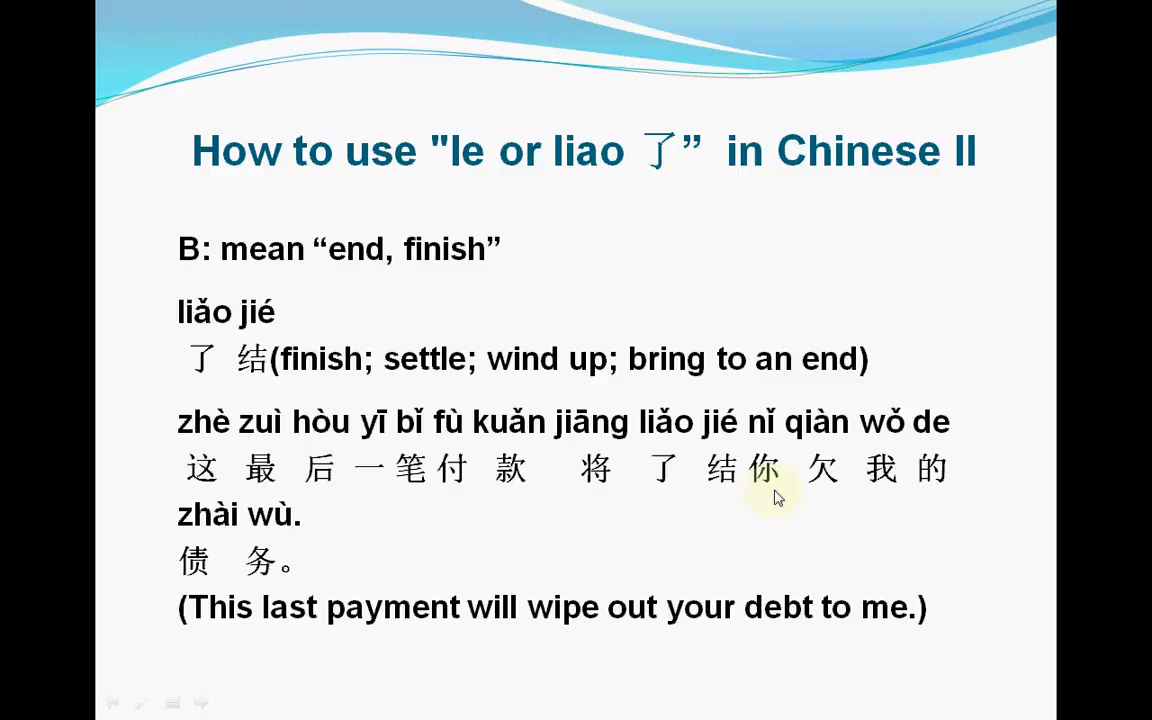 How to use "le or liao 了” in Chinese II
B: mean “end, finish”
liǎo jié
了 结(finish; settle; wind up; bring to an end)
zhè zuì hòu yī bǐ fù kuǎn jiāng liǎo jié nǐ qiàn wǒ de
这 最 后 一 笔 付 款 将 了 结 你 欠 我 的
zhài wù.
债 务。
(This last payment will wipe out your debt to me.)